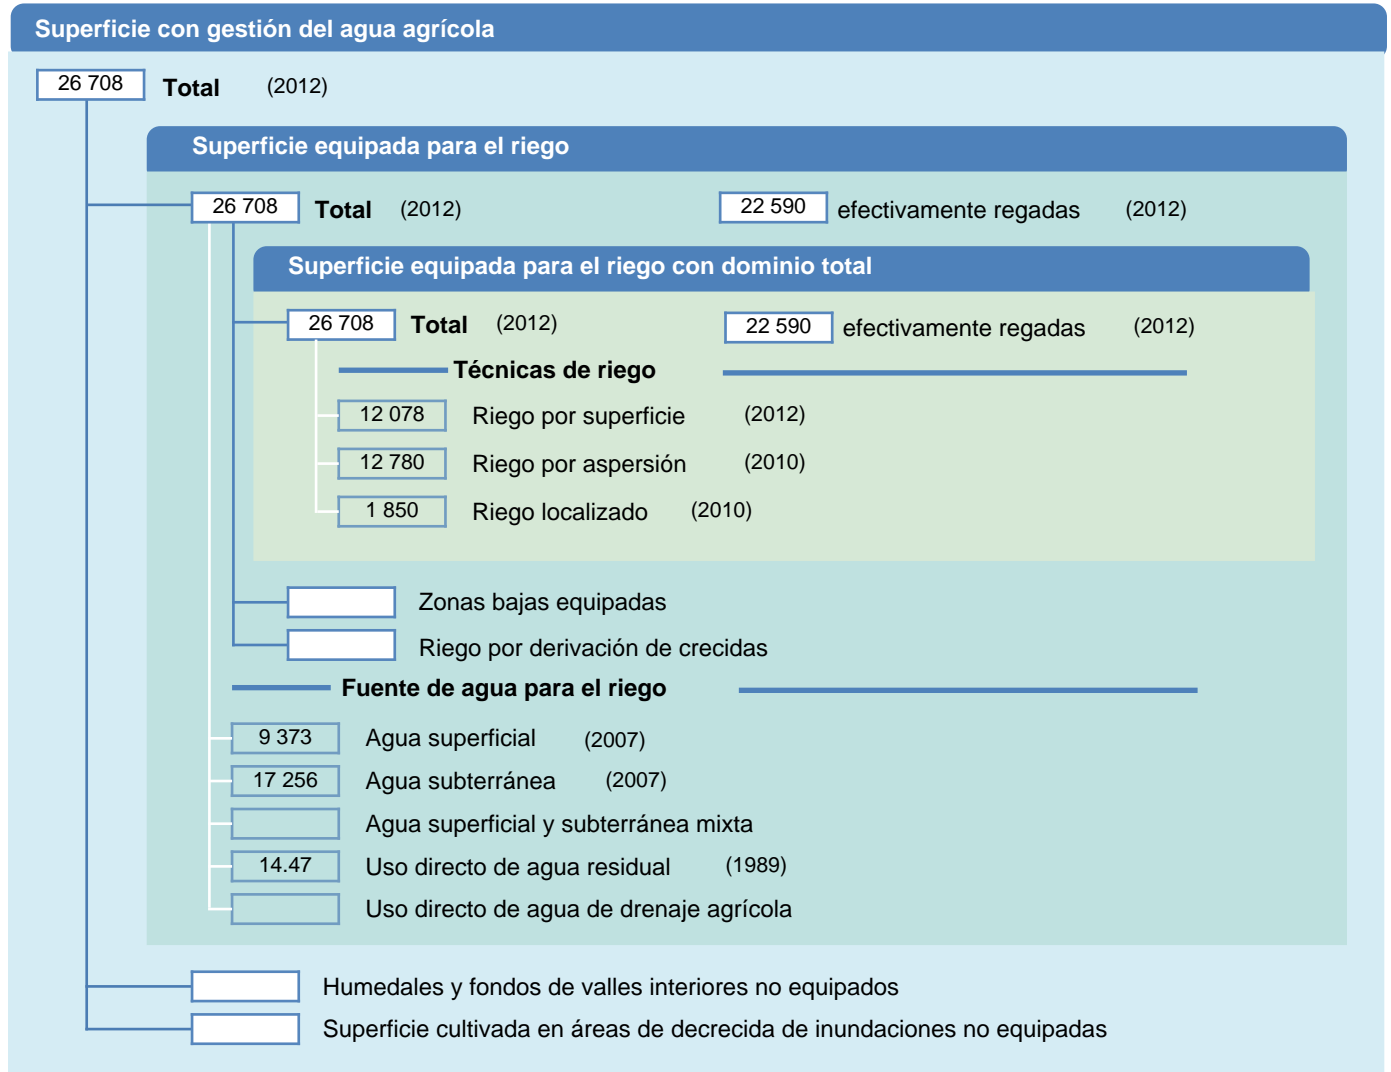 Superficie con gestión del agua agrícola
26 708 Total (2012)
Superficie equipada para el riego
26 708 Total (2012) 22 590 efectivamente regadas (2012)
Superficie equipada para el riego con dominio total
26 708 Total (2012) 22 590 efectivamente regadas (2012)
Técnicas de riego
12 078 Riego por superficie (2012)
12 780 Riego por aspersión (2010)
1 850 Riego localizado (2010)
Zonas bajas equipadas
Riego por derivación de crecidas
Fuente de agua para el riego
9 373 Agua superficial (2007)
17 256 Agua subterránea (2007)
Agua superficial y subterránea mixta
14.47 Uso directo de agua residual (1989)
Uso directo de agua de drenaje agrícola
Humedales y fondos de valles interiores no equipados
Superficie cultivada en áreas de decrecida de inundaciones no equipadas